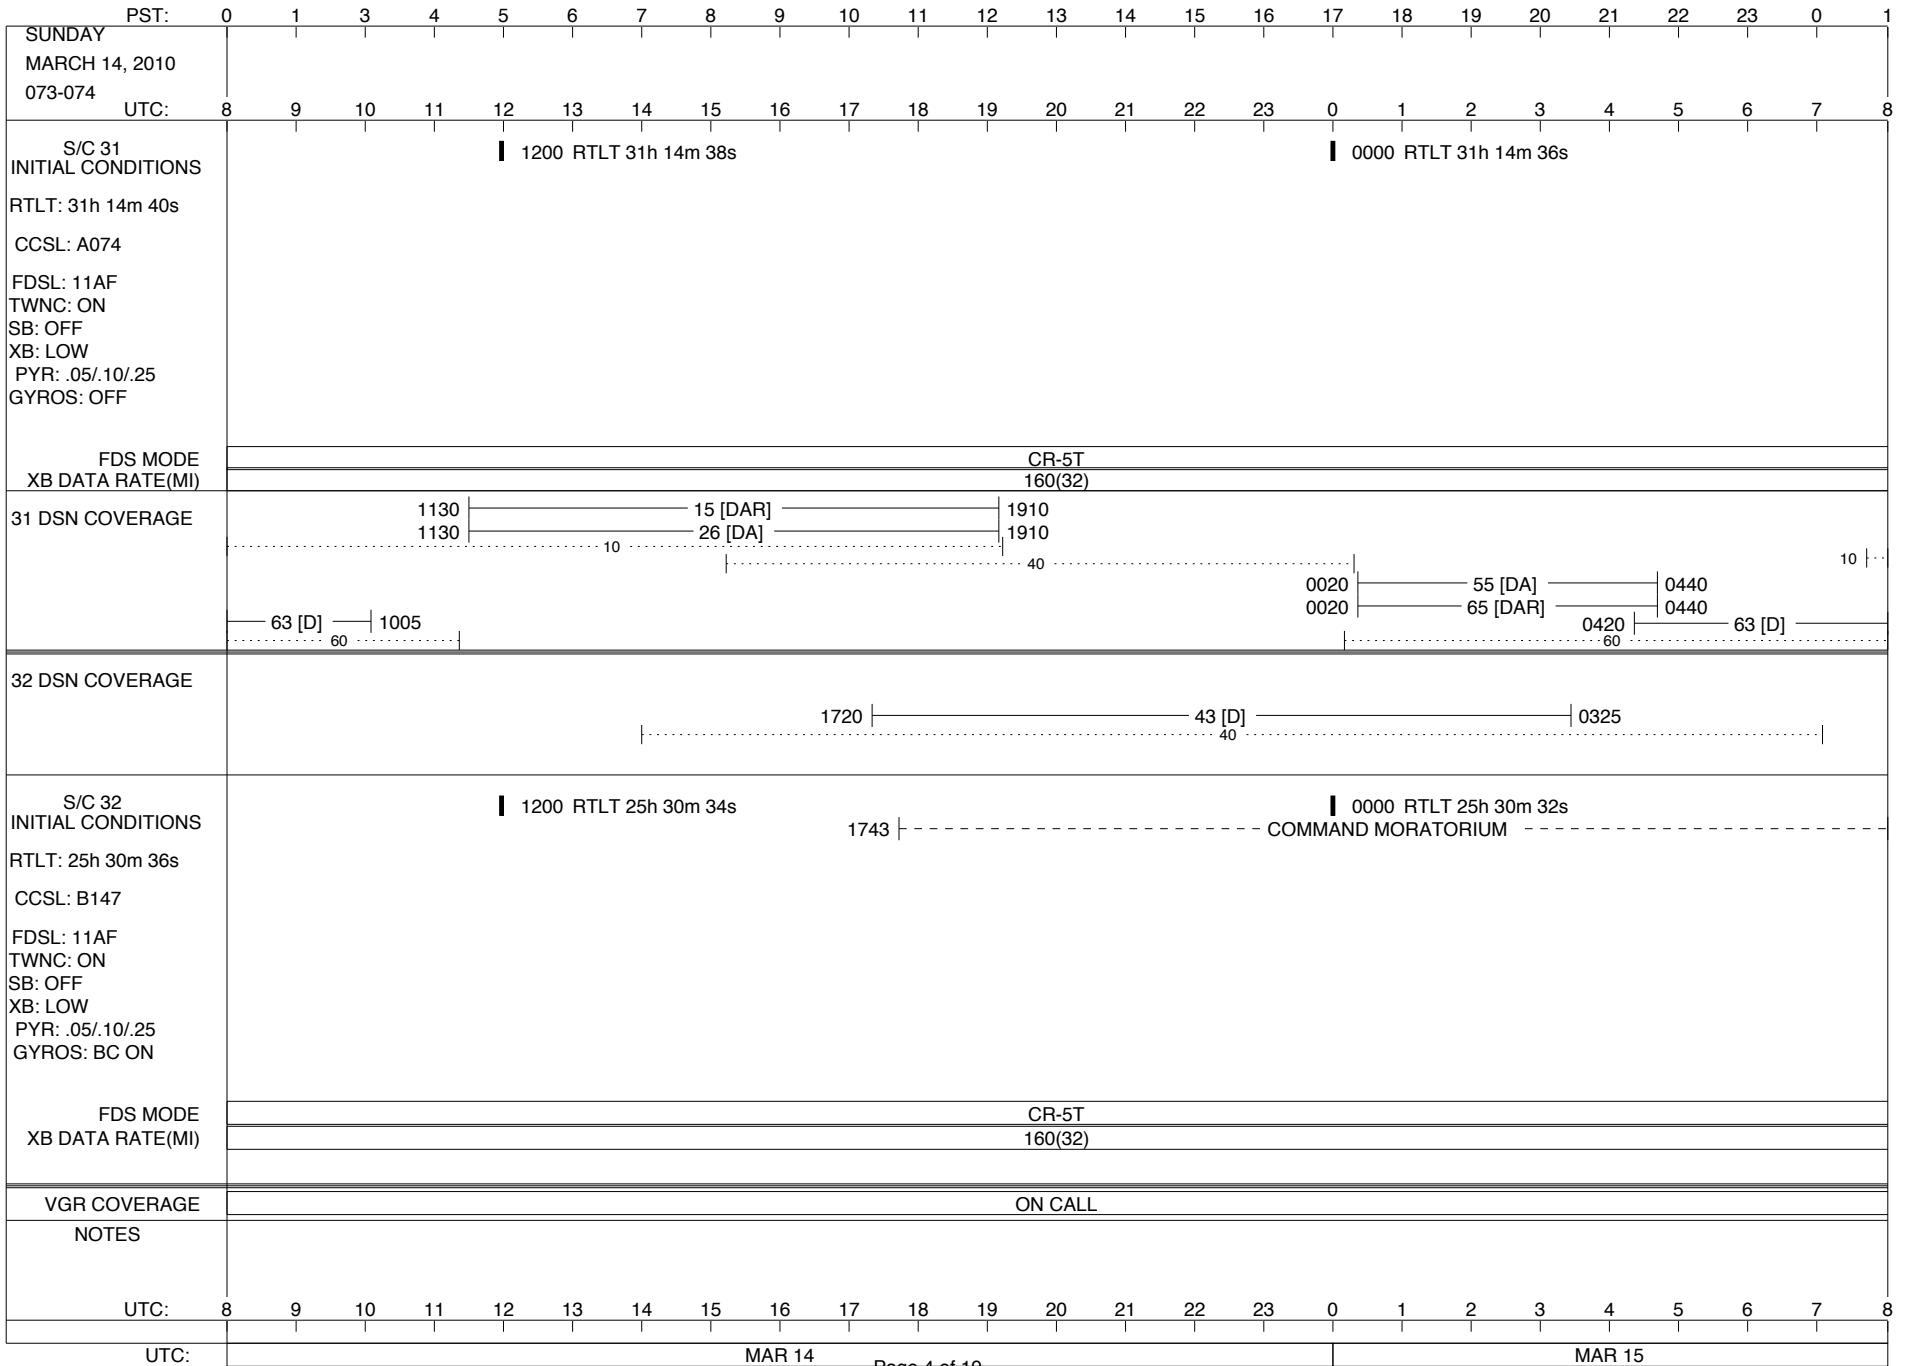 PST: 0 1 3 4 5 6 7 8 9 10 11 12 13 14 15 16 17 18 19 20 21 22 23 0 1
SUNDAY
MARCH 14, 2010
073-074
UTC: 8 9 10 11 12 13 14 15 16 17 18 19 20 21 22 23 0 1 2 3 4 5 6 7 8
S/C 31
INITIAL CONDITIONS
1200 RTLT 31h 14m 38s
0000 RTLT 31h 14m 36s
RTLT: 31h 14m 40s
CCSL: A074
FDSL: 11AF
TWNC: ON
SB: OFF
XB: LOW
PYR: .05/.10/.25
GYROS: OFF
FDS MODE CR-5T
XB DATA RATE(MI) 160(32)
31 DSN COVERAGE
1130 15 [DAR] 1910
1130 26 [DA] 1910
10
40
10
0020 55 [DA] 0440
0020 65 [DAR] 0440
63 [D] 1005
0420 63 [D]
60
60
32 DSN COVERAGE
1720 43 [D] 0325
40
S/C 32
INITIAL CONDITIONS
1200 RTLT 25h 30m 34s
0000 RTLT 25h 30m 32s
1743 COMMAND MORATORIUM
RTLT: 25h 30m 36s
CCSL: B147
FDSL: 11AF
TWNC: ON
SB: OFF
XB: LOW
PYR: .05/.10/.25
GYROS: BC ON
FDS MODE CR-5T
XB DATA RATE(MI) 160(32)
VGR COVERAGE ON CALL
NOTES
UTC: 8 9 10 11 12 13 14 15 16 17 18 19 20 21 22 23 0 1 2 3 4 5 6 7 8
UTC: MAR 14 MAR 15
Page 4 of 19